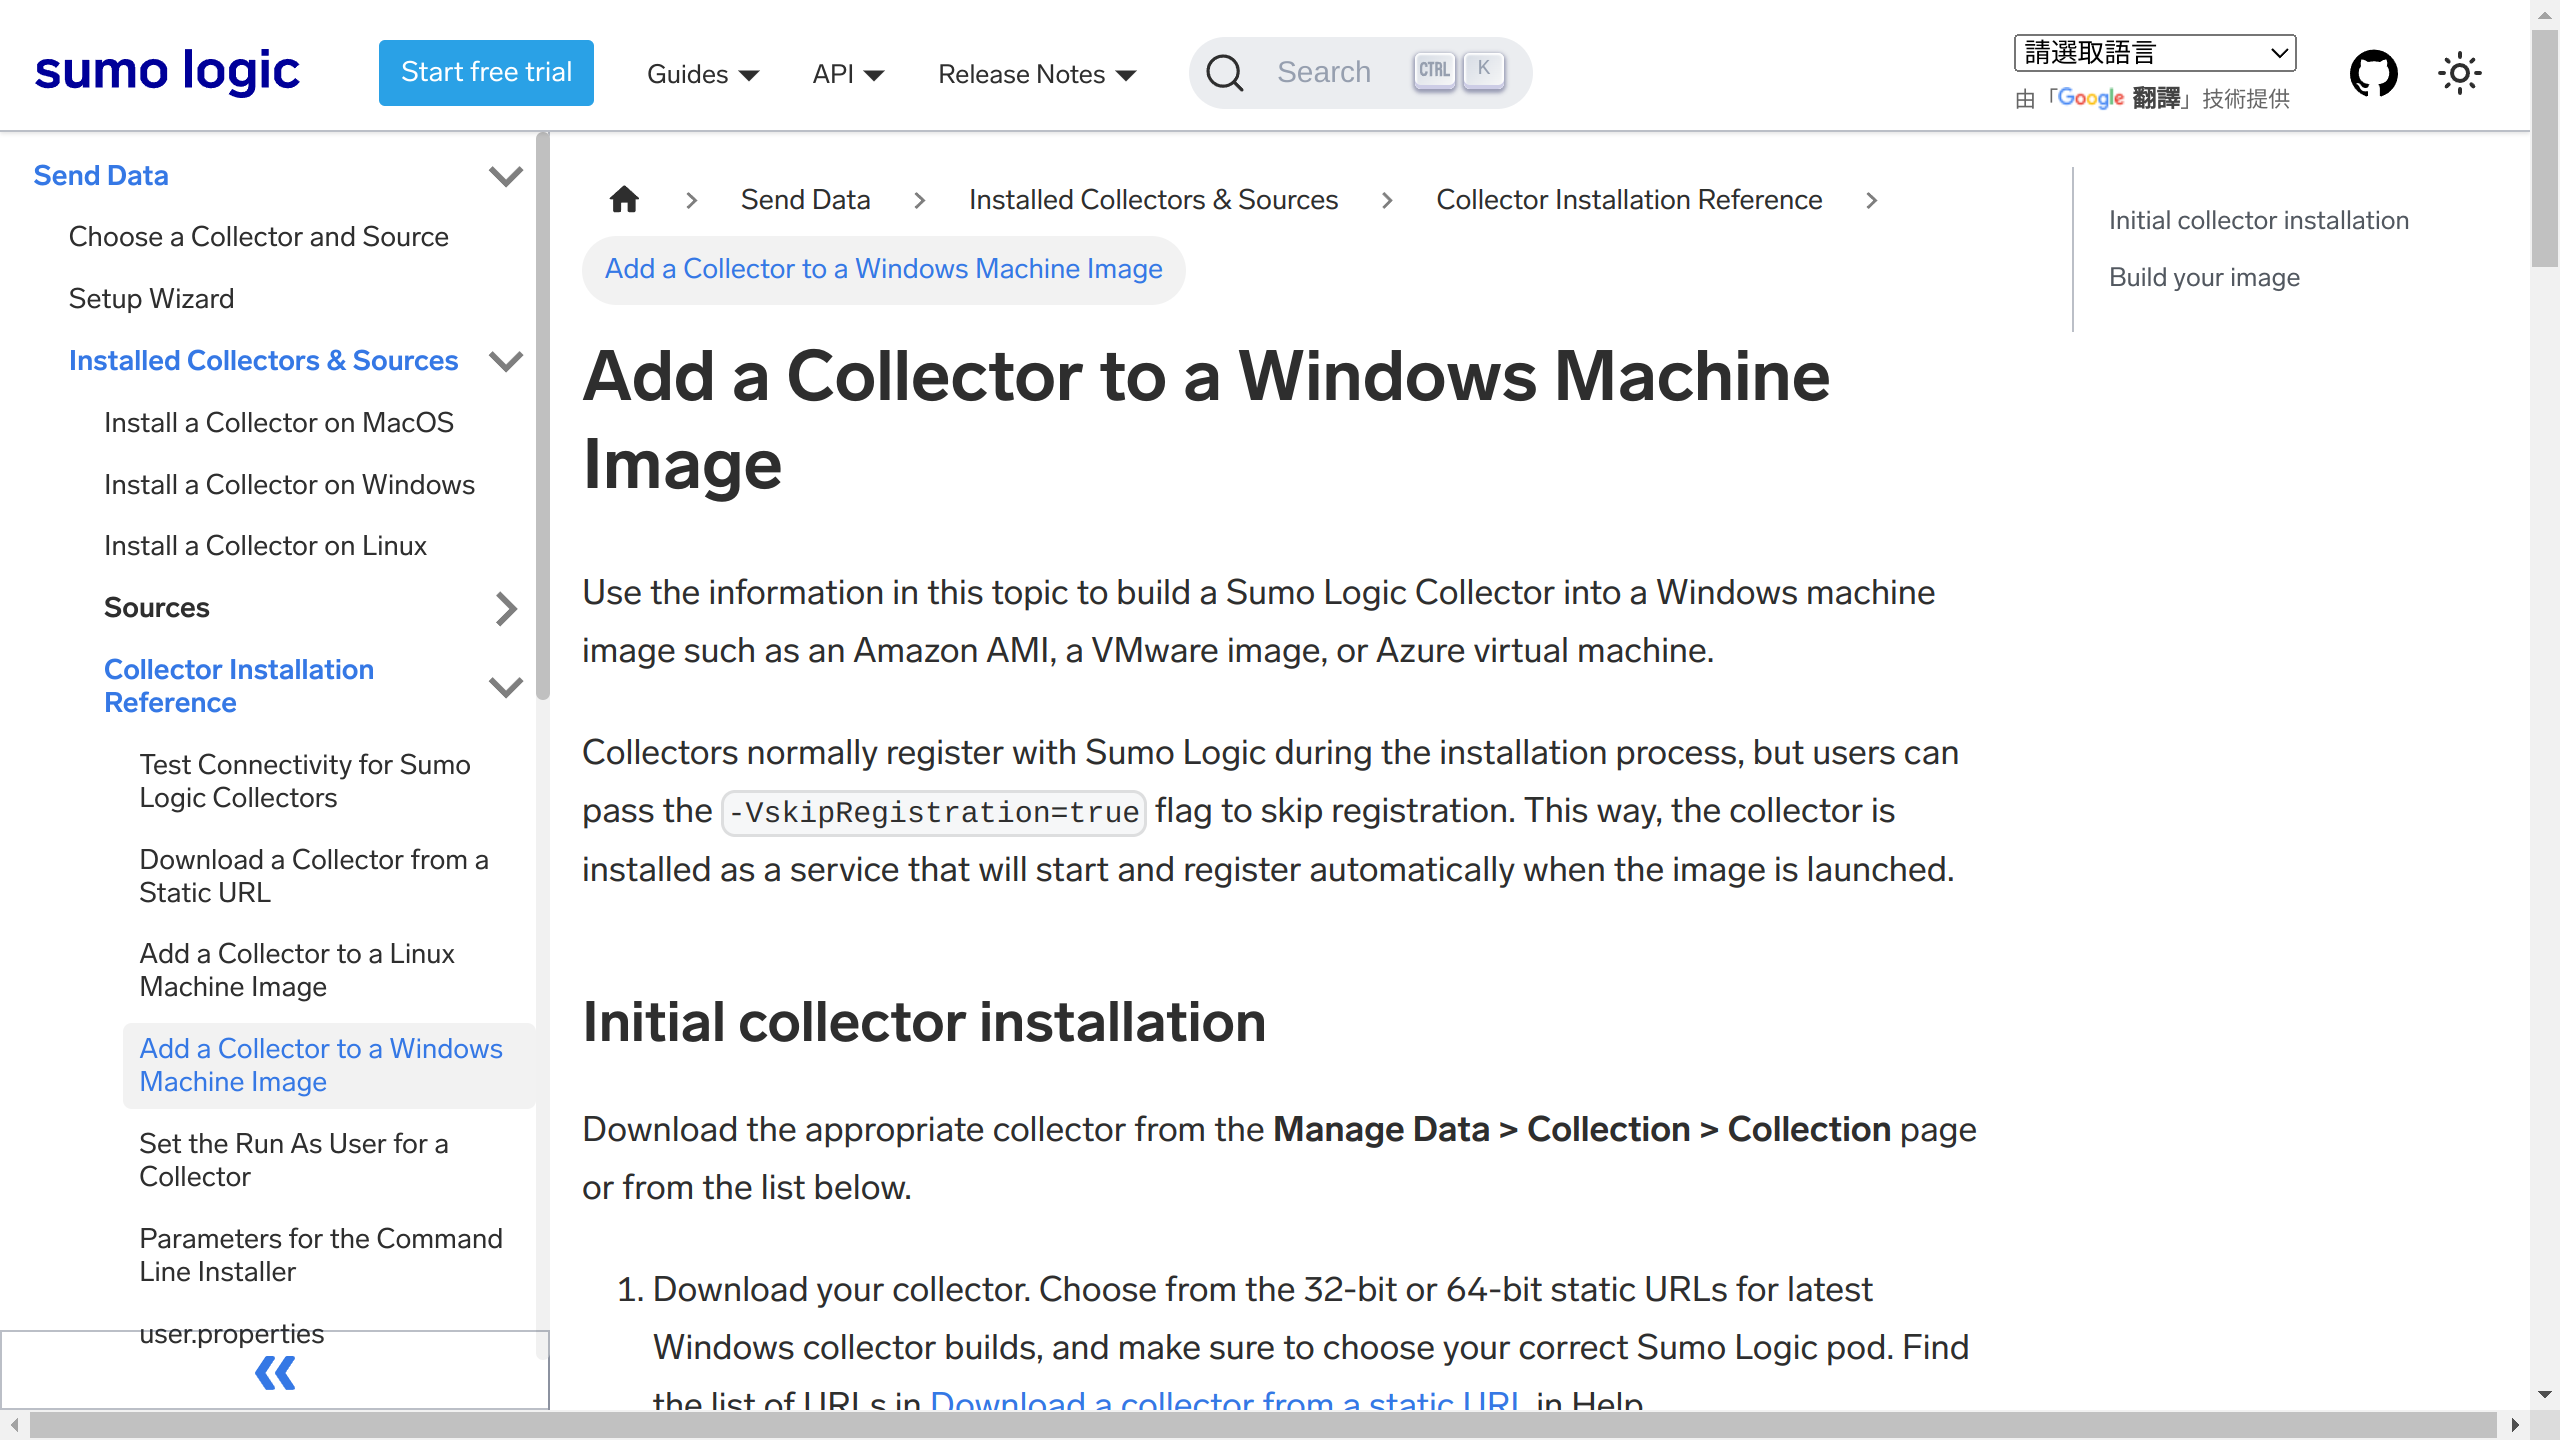 sumo logic
Start free trial
Guides
API
Release Notes
Search
CTRL
K
請選取語言
由「Google 翻譯」技術提供
Send Data
Choose a Collector and Source
Setup Wizard
Installed Collectors & Sources
Install a Collector on MacOS
Install a Collector on Windows
Install a Collector on Linux
Sources
Collector Installation
Reference
Test Connectivity for Sumo
Logic Collectors
Download a Collector from a
Static URL
Add a Collector to a Linux
Machine Image
Add a Collector to a Windows
Machine Image
Set the Run As User for a
Collector
Parameters for the Command
Line Installer
user.properties
Send Data
Installed Collectors & Sources
Collector Installation Reference
Add a Collector to a Windows Machine Image
Add a Collector to a Windows Machine
Image
Use the information in this topic to build a Sumo Logic Collector into a Windows machine
image such as an Amazon AMI, a VMware image, or Azure virtual machine.
Collectors normally register with Sumo Logic during the installation process, but users can
pass the -VskipRegistration=true flag to skip registration. This way, the collector is
installed as a service that will start and register automatically when the image is launched.
Initial collector installation
Download the appropriate collector from the Manage Data > Collection > Collection page
or from the list below.
1. Download your collector. Choose from the 32-bit or 64-bit static URLs for latest
Windows collector builds, and make sure to choose your correct Sumo Logic pod. Find
the list of URLs in Download a collector from a static URL in Help.
Initial collector installation
Build your image